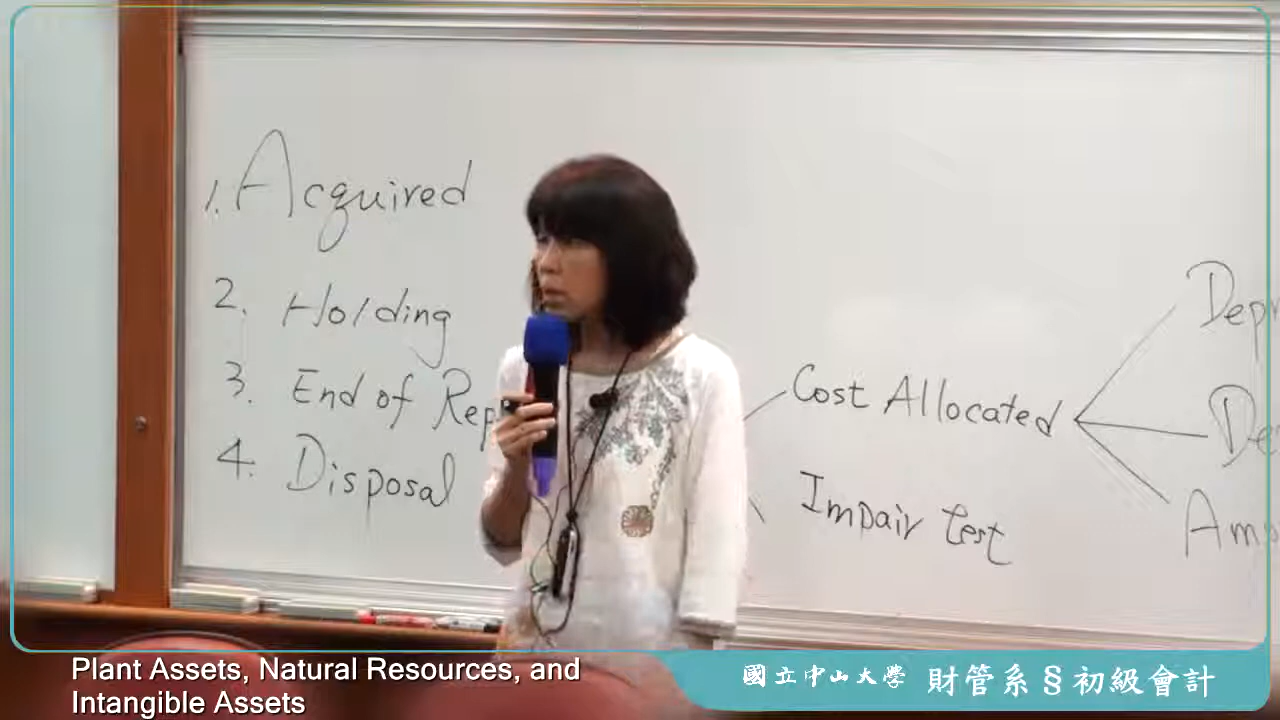 1. Acquired
2. Holding
3. End of Rep
4. Disposal
Cost Allocated
Impair test
Depr
De
Am
Plant Assets, Natural Resources, and
Intangible Assets
國立中山大學 財管系§初級會計